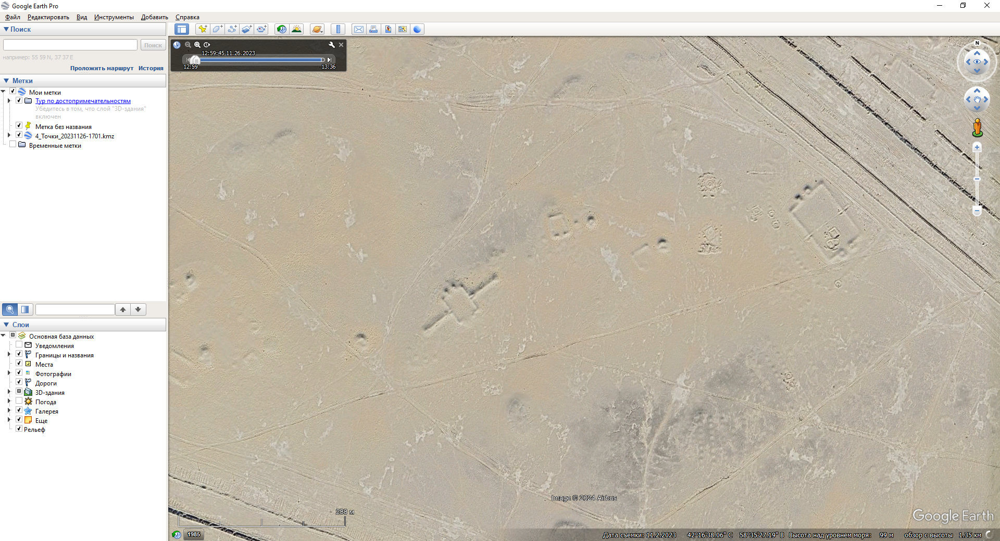 Google Earth Pro
Файл Редактировать Вид Инструменты Добавить Справка
Поиск
Поиск
например: 55 59 N, 37 37 E
Проложить маршрут История
Метки
Мои метки
Тур по достопримечательностям
Убедитесь в том, что слой "3D-здания"
включен
Метка без названия
4_Точки_20231126-1701.kmz
Временные метки
Слои
Основная база данных
Уведомления
Границы и названия
Места
Фотографии
Дороги
3D-здания
Погода
Галерея
Еще
Рельеф
12:59:45 11.26.2023
12:59
13:36
N
Image © 2024 Airbus
288 м
Google Earth
1985
Дата съемки: 11.2.2023 42°16'38.06" С 58°35'27.19" В Высота над уровнем моря: 99 м обзор с высоты 1.35 км